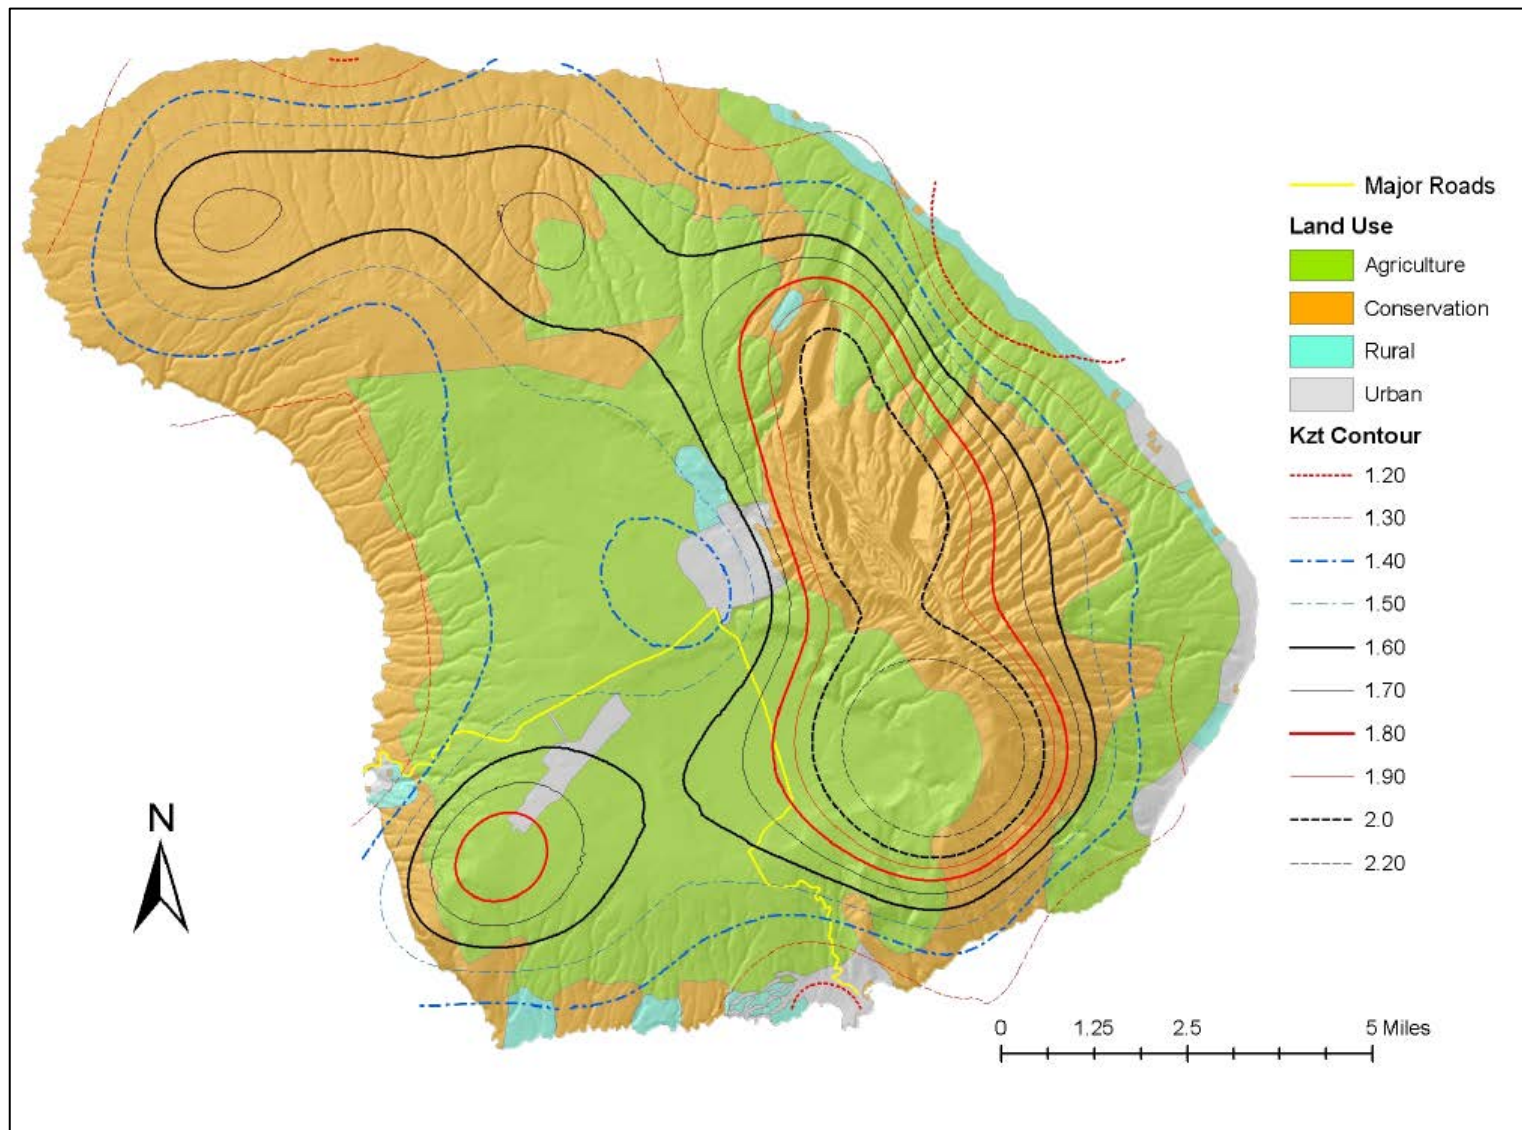 Major Roads
Land Use
Agriculture
Conservation
Rural
Urban
Kzt Contour
1.20
1.30
1.40
1.50
1.60
1.70
1.80
1.90
2.0
2.20
N
0 1.25 2.5 5 Miles